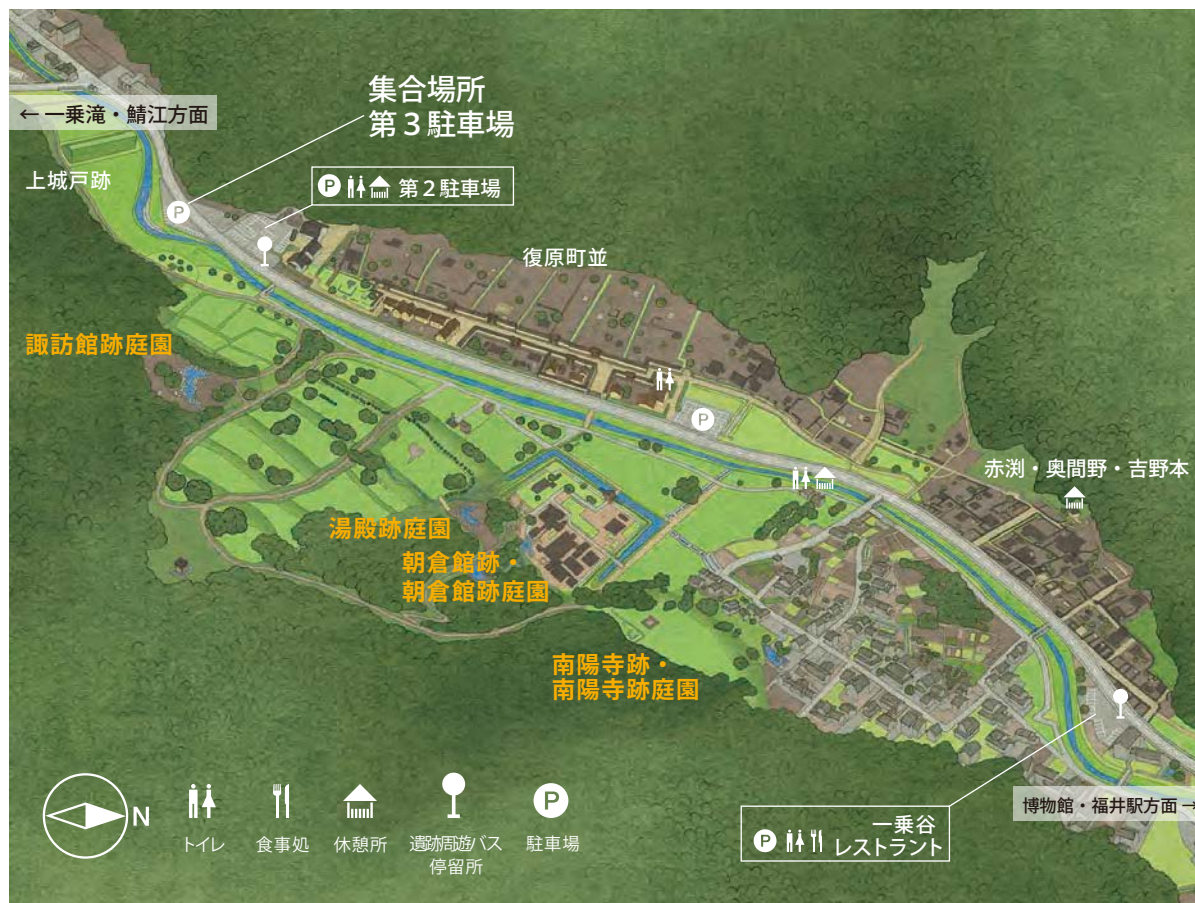 集合場所
第３駐車場
← 一乗滝・鯖江方面
P 第２駐車場
上城戸跡
P
復原町並
諏訪館跡庭園
P
赤渕・奥間野・吉野本
湯殿跡庭園
朝倉館跡・
朝倉館跡庭園
南陽寺跡・
南陽寺跡庭園
博物館・福井駅方面 →
N
P
トイレ
食事処
休憩所
遺跡周遊バス
停留所
駐車場
一乗谷
P レストラント